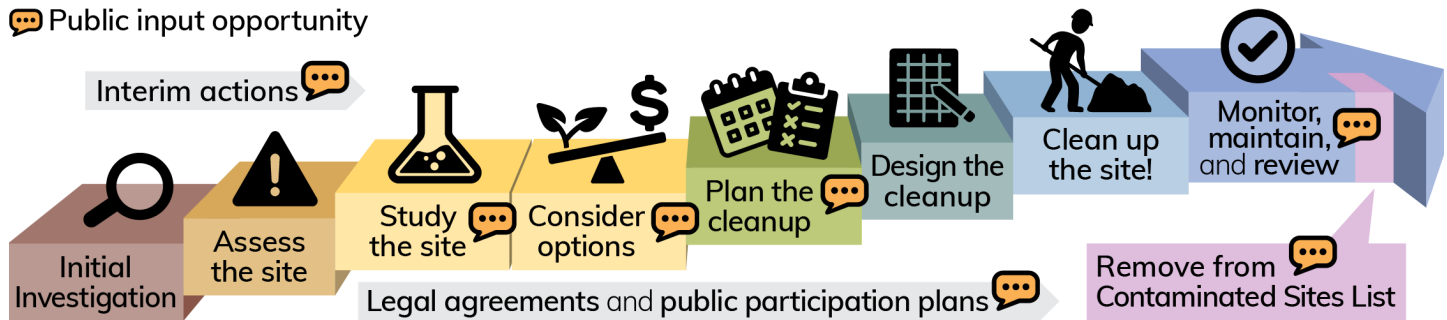 Public input opportunity
Interim actions
Initial
Investigation
Assess
the site
Study
the site
Consider
options
Plan the
cleanup
Design the
cleanup
Clean up
the site!
Monitor,
maintain,
and review
Legal agreements and public participation plans
Remove from
Contaminated Sites List
$